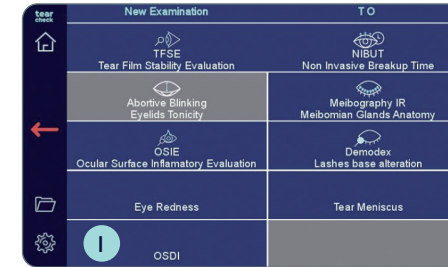 tear
check
New Examination
T O
TFSE
Tear Film Stability Evaluation
NIBUT
Non Invasive Breakup Time
Abortive Blinking
Eyelids Tonicity
Meibography IR
Meibomian Glands Anatomy
OSIE
Ocular Surface Inflamatory Evaluation
Demodex
Lashes base alteration
Eye Redness
Tear Meniscus
I
OSDI